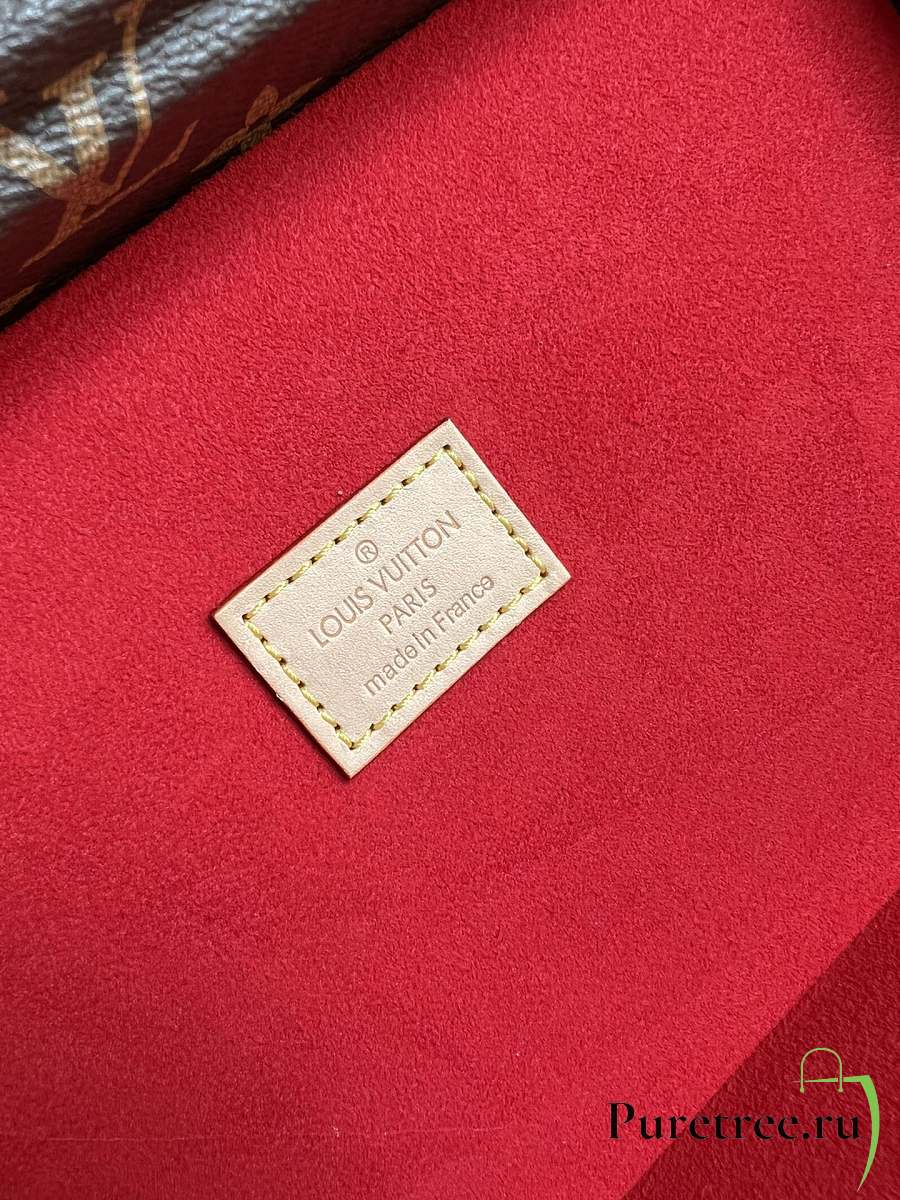 ®
LOUIS VUITTON
PARIS
made in France
Puretree.ru